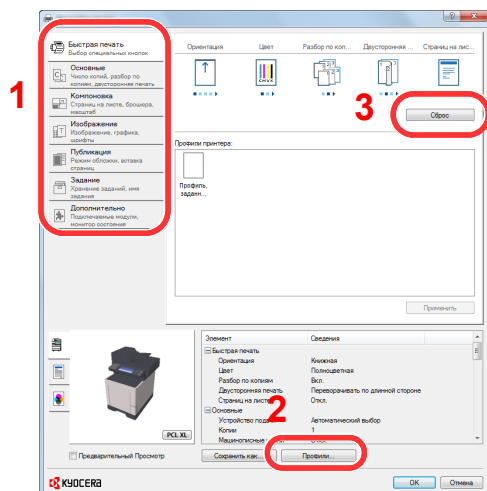 ?
X
Быстрая печать
Выбор специальных кнопок
Основные
Число копий, разбор по
копиям, двусторонняя печать
Компоновка
Страниц на листе, брошюра,
масштаб
Изображение
Изображение, графика,
шрифты
Публикация
Режим обложки, вставка
страниц
Задание
Хранение заданий, имя
задания
Дополнительно
Подключаемые модули,
монитор состояния
1
Ориентация
Цвет
Разбор по коп...
Двусторонняя ...
Страниц на лис...
CMYK
3
Сброс
Профили принтера:
Профиль,
заданн...
Применить
Элемент
Сведения
Быстрая печать
Ориентация
Книжная
Цвет
Полноцветная
Разбор по копиям
Вкл.
Двусторонняя печать
Переворачивать по длинной стороне
Страниц на листе
Откл.
Основные
Устройство
Автоматический выбор
Копии
1
Машинописные
2
PCL XL
Предварительный Просмотр
Сохранить как...
Профили...
KYOCERA
OK
Отмена